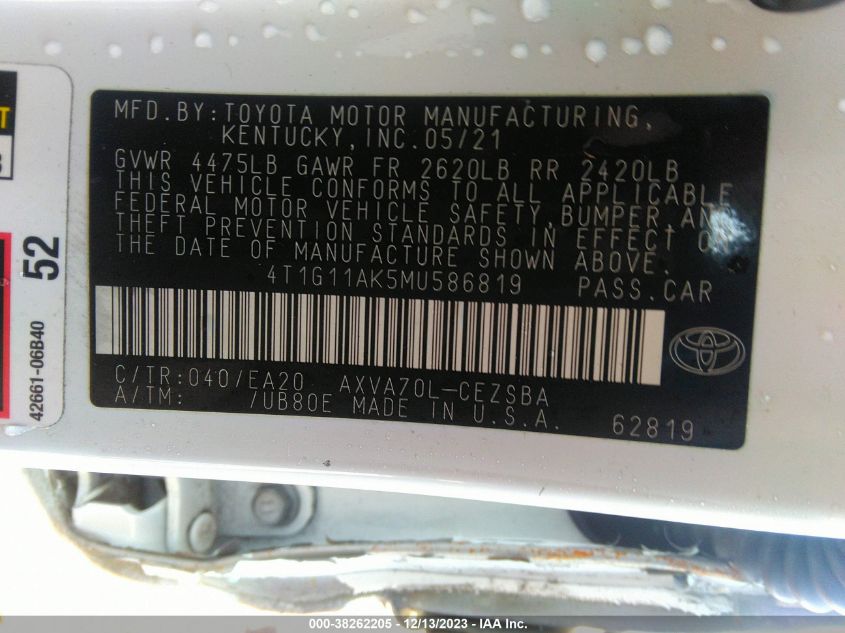 MFD.BY:TOYOTA MOTOR MANUFACTURING,
KENTUCKY,INC.05/21
GVWR 4475LB GAWR FR 2620LB RR 2420LB
THIS VEHICLE CONFORMS TO ALL APPLICABLE
FEDERAL MOTOR VEHICLE SAFETY,BUMPER,AND
THEFT PREVENTION STANDARDS IN EFFECT ON
THE DATE OF MANUFACTURE SHOWN ABOVE.
4T1G11AK5MU586819 PASS.CAR
C/TR:040/EA20 AXVA70L-CEZSBA
A/TM: /UB80E MADE IN U.S.A.
62819
52
42661-06B40
T
3
000-38262205 - 12/13/2023 - IAA Inc.